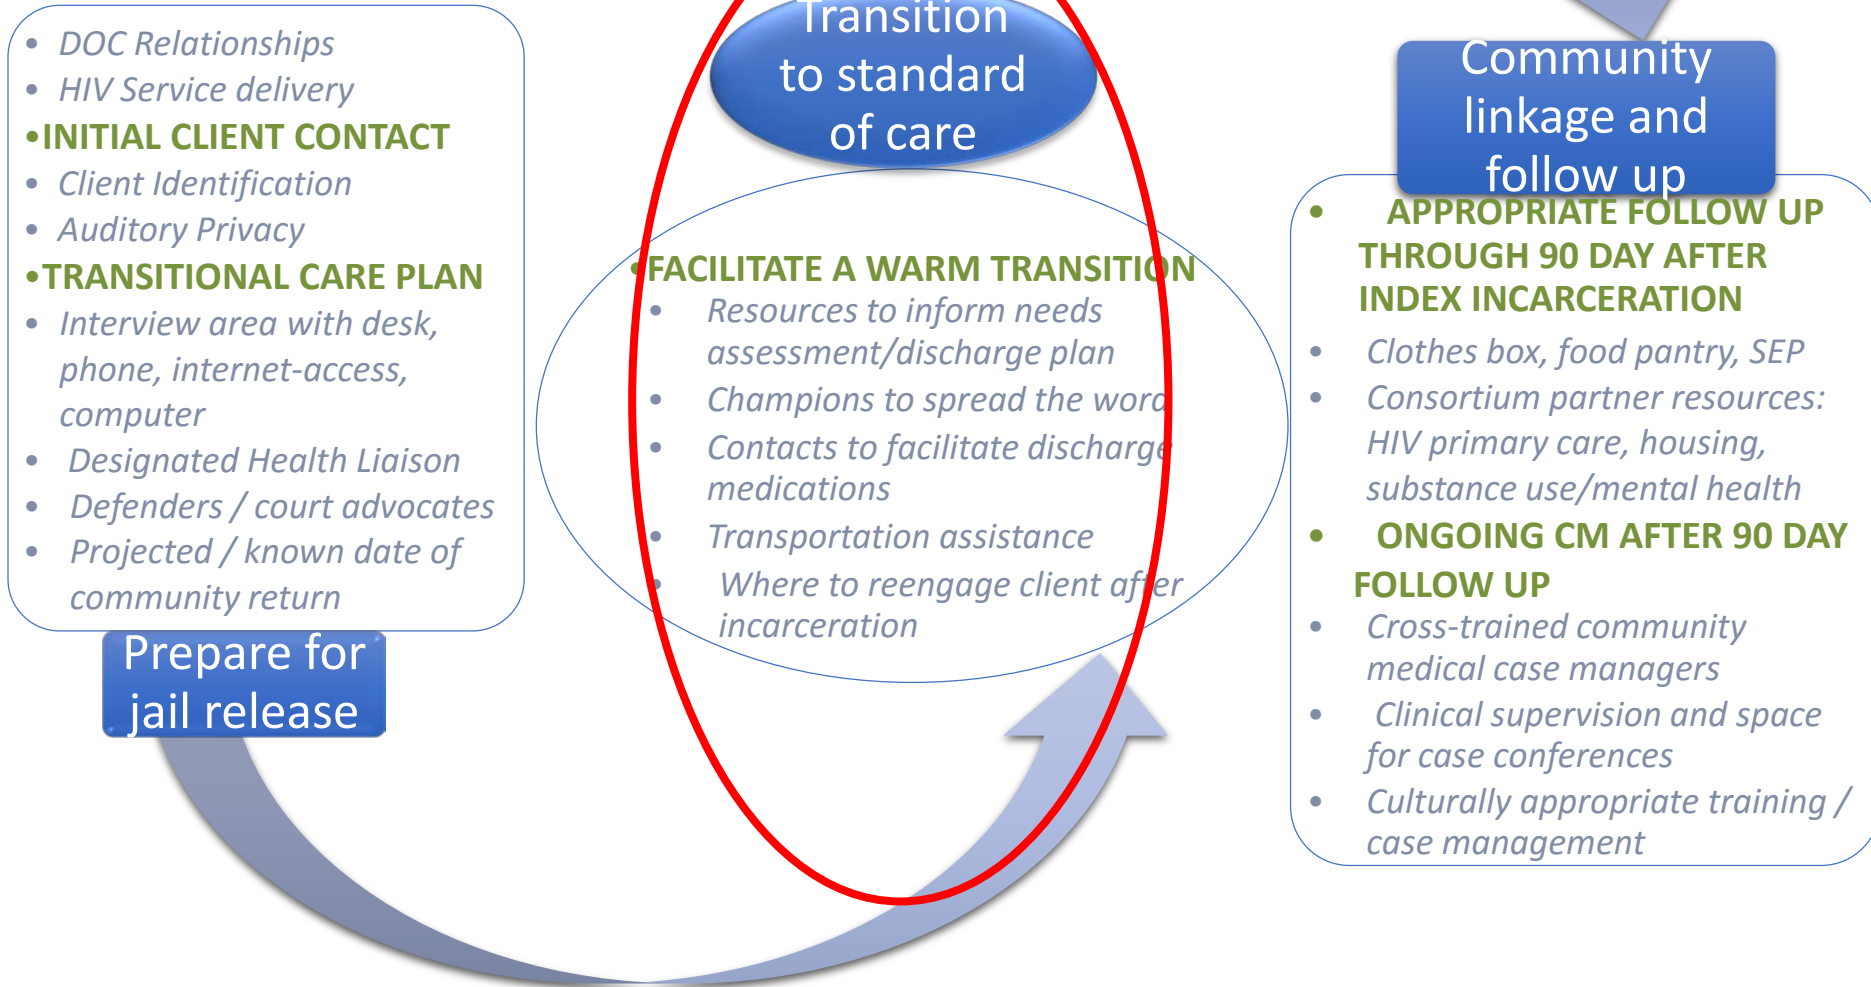 • DOC Relationships
• HIV Service delivery
•INITIAL CLIENT CONTACT
• Client Identification
• Auditory Privacy
•TRANSITIONAL CARE PLAN
• Interview area with desk,
phone, internet-access,
computer
• Designated Health Liaison
• Defenders / court advocates
• Projected / known date of
community return
Prepare for
jail release
Transition
to standard
of care
•FACILITATE A WARM TRANSITION
• Resources to inform needs
assessment/discharge plan
• Champions to spread the word
• Contacts to facilitate discharge
medications
• Transportation assistance
• Where to reengage client after
incarceration
Community
linkage and
follow up
• APPROPRIATE FOLLOW UP
THROUGH 90 DAY AFTER
INDEX INCARCERATION
• Clothes box, food pantry, SEP
• Consortium partner resources:
HIV primary care, housing,
substance use/mental health
• ONGOING CM AFTER 90 DAY
FOLLOW UP
• Cross-trained community
medical case managers
• Clinical supervision and space
for case conferences
• Culturally appropriate training /
case management